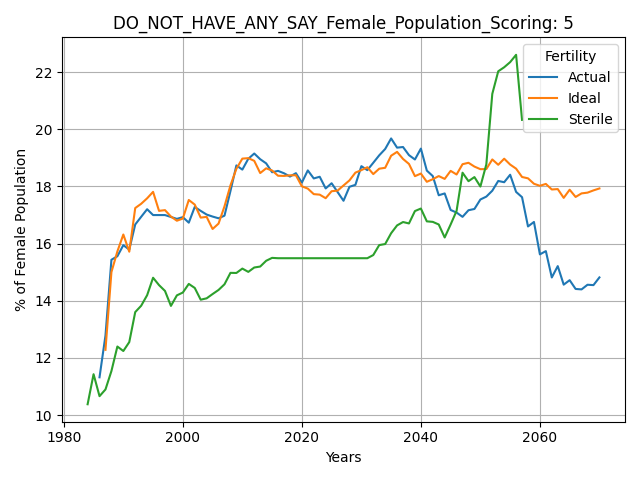 DO_NOT_HAVE_ANY_SAY_Female_Population_Scoring: 5
Fertility
Actual
Ideal
Sterile
% of Female Population
22
20
18
16
14
12
10
1980
2000
2020
2040
2060
Years